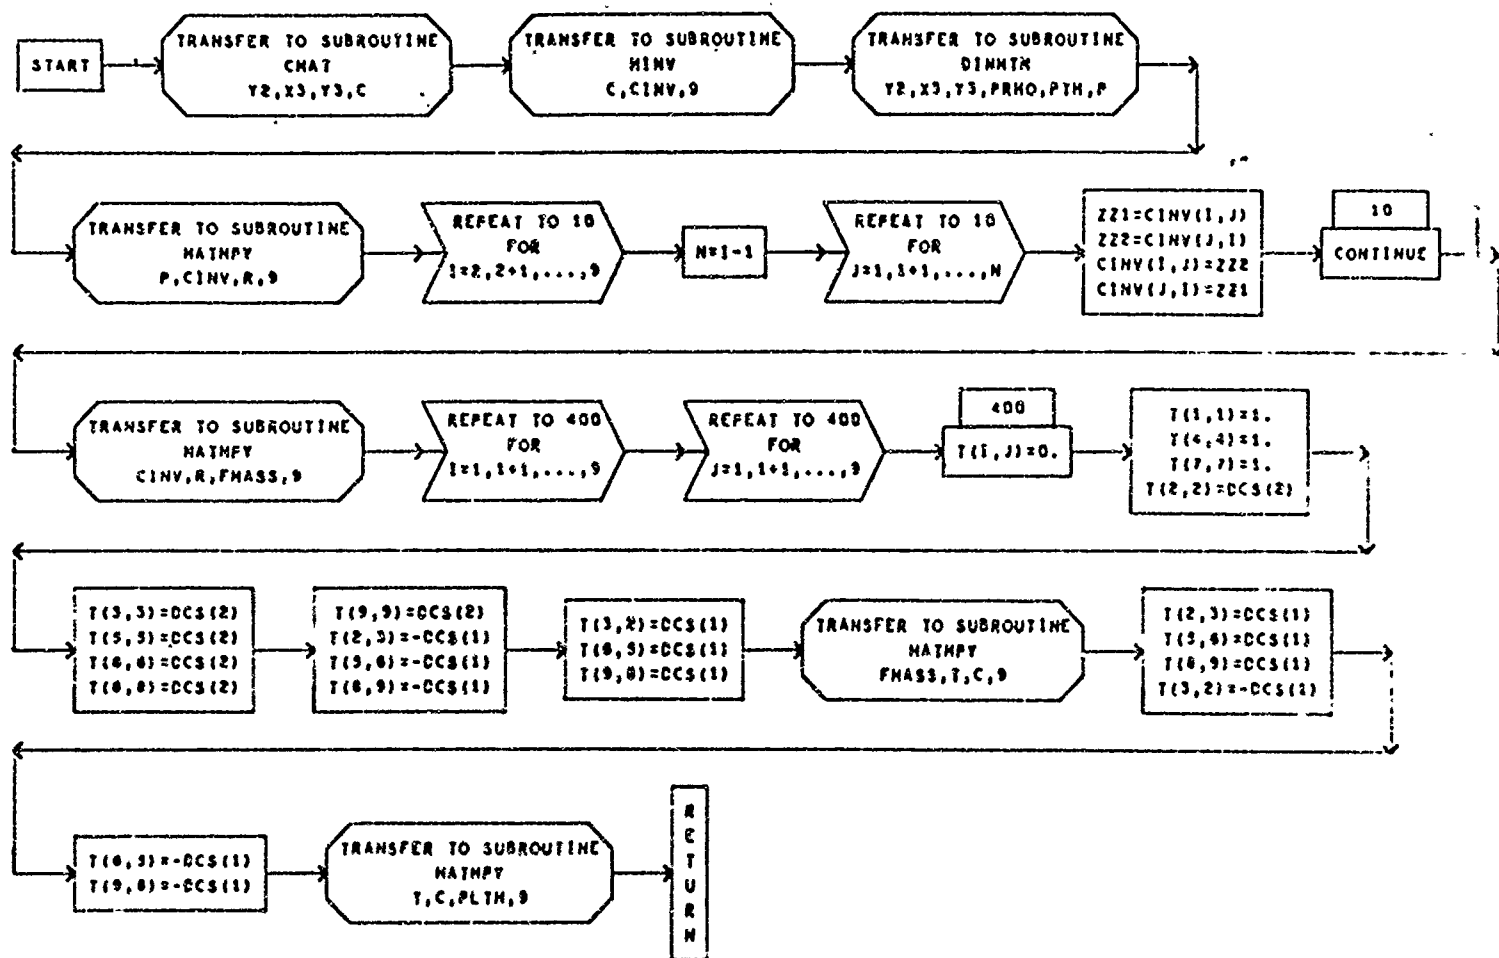 START
TRANSFER TO SUBROUTINE
CMAT
Y2,X3,Y3,C
TRANSFER TO SUBROUTINE
MINV
C,CINV,9
TRANSFER TO SUBROUTINE
DINMTM
Y2,X3,Y3,PRHO,PTH,P
TRANSFER TO SUBROUTINE
MATMPY
P,CINV,R,9
REPEAT TO 10
FOR
I=2,2+1,...,9
N=I-1
REPEAT TO 10
FOR
J=1,1+1,...,N
ZZ1=CINV(I,J)
ZZ2=CINV(J,I)
CINV(I,J)=ZZ2
CINV(J,I)=ZZ1
10
CONTINUE
TRANSFER TO SUBROUTINE
MATMPY
CINV,R,FMASS,9
REPEAT TO 400
FOR
I=1,1+1,...,9
REPEAT TO 400
FOR
J=1,1+1,...,9
400
T(I,J)=0.
T(1,1)=1.
T(4,4)=1.
T(7,7)=1.
T(2,2)=DCS(2)
T(3,3)=DCS(2)
T(5,5)=DCS(2)
T(6,6)=DCS(2)
T(8,8)=DCS(2)
T(9,9)=DCS(2)
T(2,3)=-DCS(1)
T(5,6)=-DCS(1)
T(8,9)=-DCS(1)
T(3,2)=DCS(1)
T(6,5)=DCS(1)
T(9,8)=DCS(1)
TRANSFER TO SUBROUTINE
MATMPY
FMASS,T,C,9
T(2,3)=DCS(1)
T(5,6)=DCS(1)
T(8,9)=DCS(1)
T(3,2)=-DCS(1)
T(6,5)=-DCS(1)
T(9,8)=-DCS(1)
TRANSFER TO SUBROUTINE
MATMPY
T,C,PLTM,9
RETURN